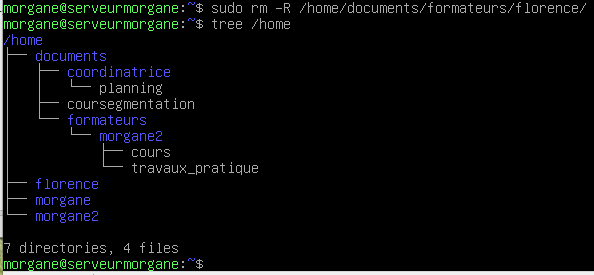 morgane@serveurmorgane:~$ sudo rm -R /home/documents/formateurs/florence/
morgane@serveurmorgane:~$ tree /home
/home
├── documents
│   ├── coordinatrice
│   │   └── planning
│   ├── coursegmentation
│   └── formateurs
│       └── morgane2
│           ├── cours
│           └── travaux_pratique
├── florence
├── morgane
└── morgane2

7 directories, 4 files
morgane@serveurmorgane:~$